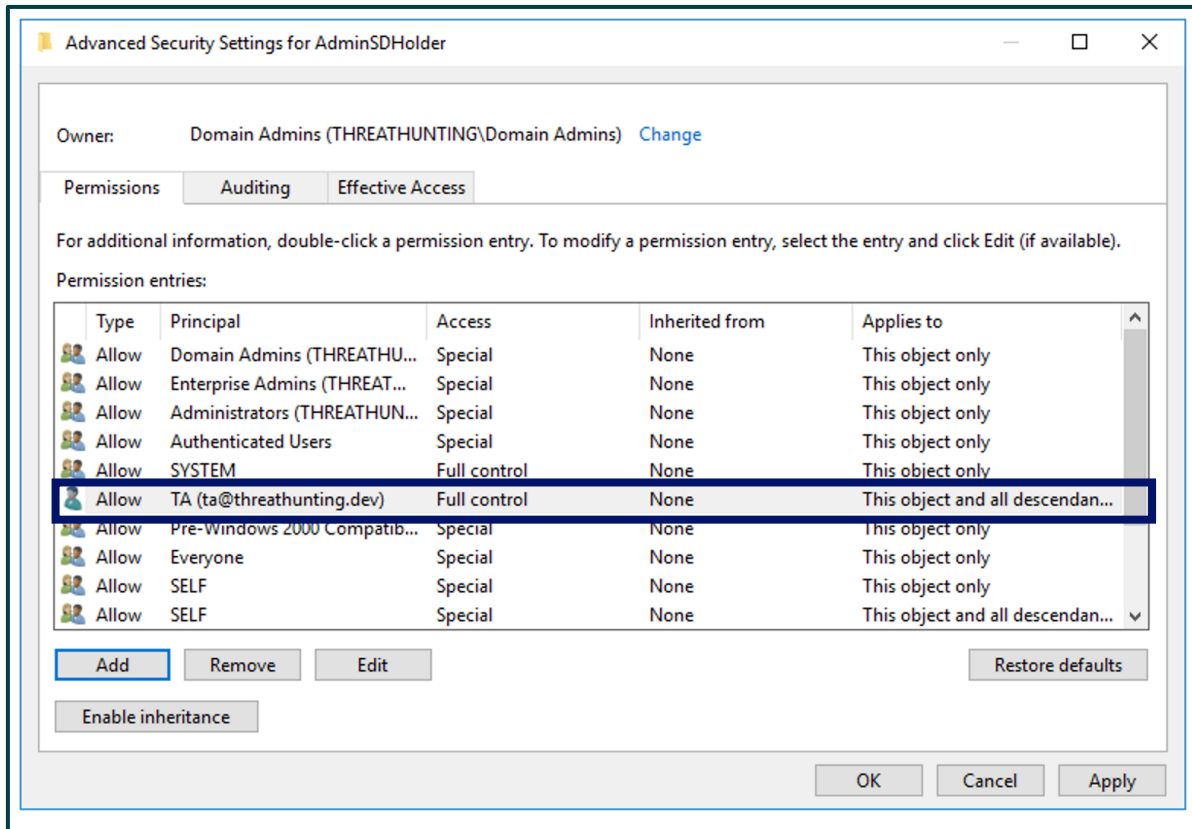 Advanced Security Settings for AdminSDHolder
Owner: Domain Admins (THREATHUNTING\Domain Admins) Change
Permissions Auditing Effective Access
For additional information, double-click a permission entry. To modify a permission entry, select the entry and click Edit (if available).
Permission entries:
Type Principal Access Inherited from Applies to
Allow Domain Admins (THREATHU... Special None This object only
Allow Enterprise Admins (THREAT... Special None This object only
Allow Administrators (THREATHUN... Special None This object only
Allow Authenticated Users Special None This object only
Allow SYSTEM Full control None This object only
Allow TA (ta@threathunting.dev) Full control None This object and all descendan...
Allow Pre-Windows 2000 Compatib... Special None This object only
Allow Everyone Special None This object only
Allow SELF Special None This object only
Allow SELF Special None This object and all descendan...
Add Remove Edit Restore defaults
Enable inheritance
OK Cancel Apply